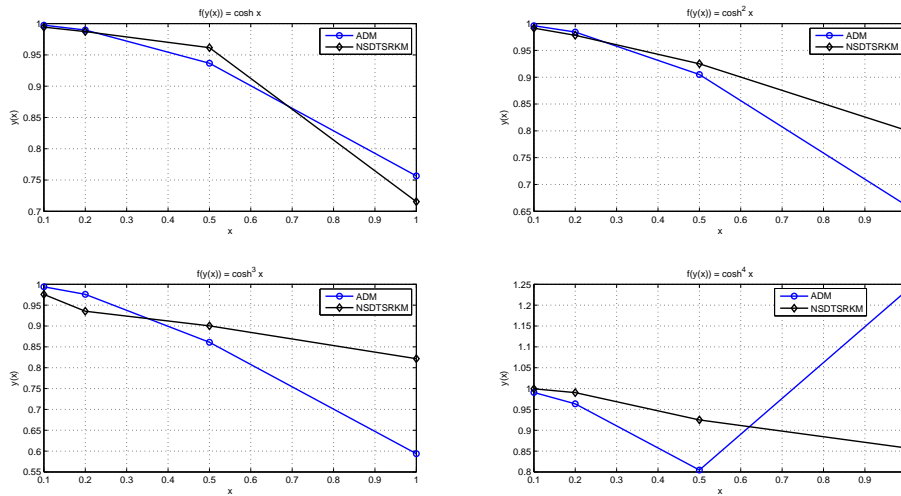 f(y(x)) = cosh x
1
0.95
0.9
0.85
0.8
0.75
0.7
y(x)
ADM
NSDTSRKM
0.1 0.2 0.3 0.4 0.5 0.6 0.7 0.8 0.9 1
x
f(y(x)) = cosh² x
1
0.95
0.9
0.85
0.8
0.75
0.7
0.65
y(x)
ADM
NSDTSRKM
0.1 0.2 0.3 0.4 0.5 0.6 0.7 0.8 0.9
x
f(y(x)) = cosh³ x
1
0.95
0.9
0.85
0.8
0.75
0.7
0.65
0.6
0.55
y(x)
ADM
NSDTSRKM
0.1 0.2 0.3 0.4 0.5 0.6 0.7 0.8 0.9 1
x
f(y(x)) = cosh⁴ x
1.25
1.2
1.15
1.1
1.05
1
0.95
0.9
0.85
0.8
y(x)
ADM
NSDTSRKM
0.1 0.2 0.3 0.4 0.5 0.6 0.7 0.8 0.9
x